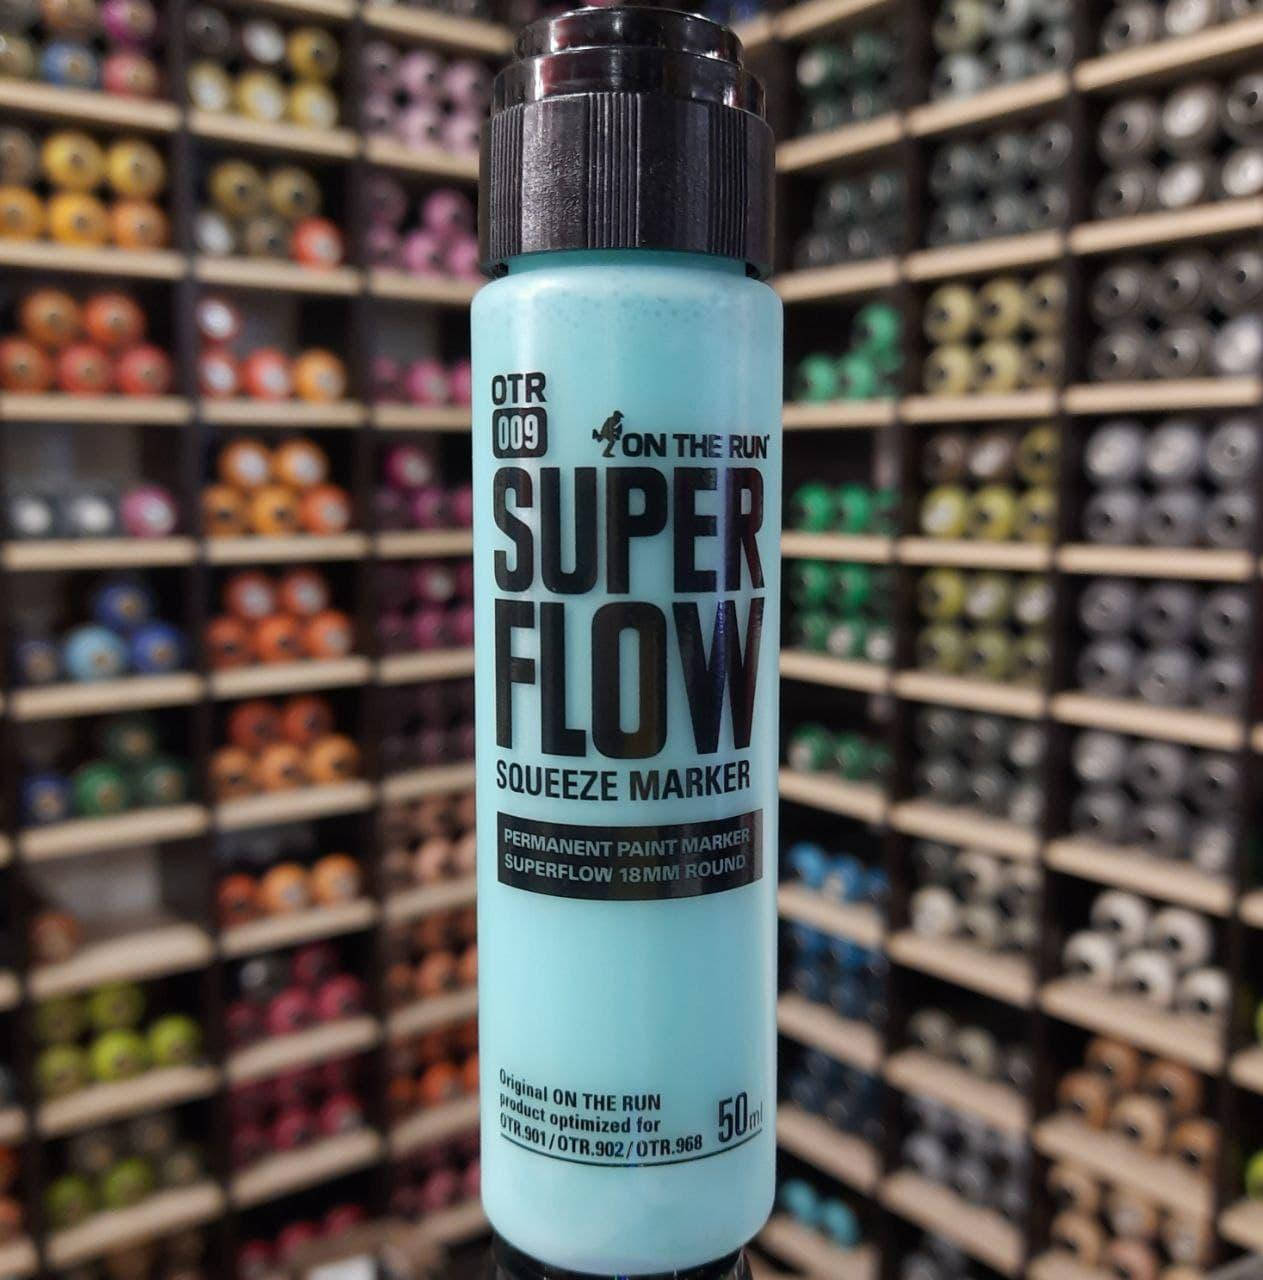 OTR
009
ON THE RUN
SUPER
FLOW
SQUEEZE MARKER
PERMANENT PAINT MARKER
SUPERFLOW 18MM ROUND
Original ON THE RUN
product optimized for
OTR.901/OTR.902/OTR.968
50ml